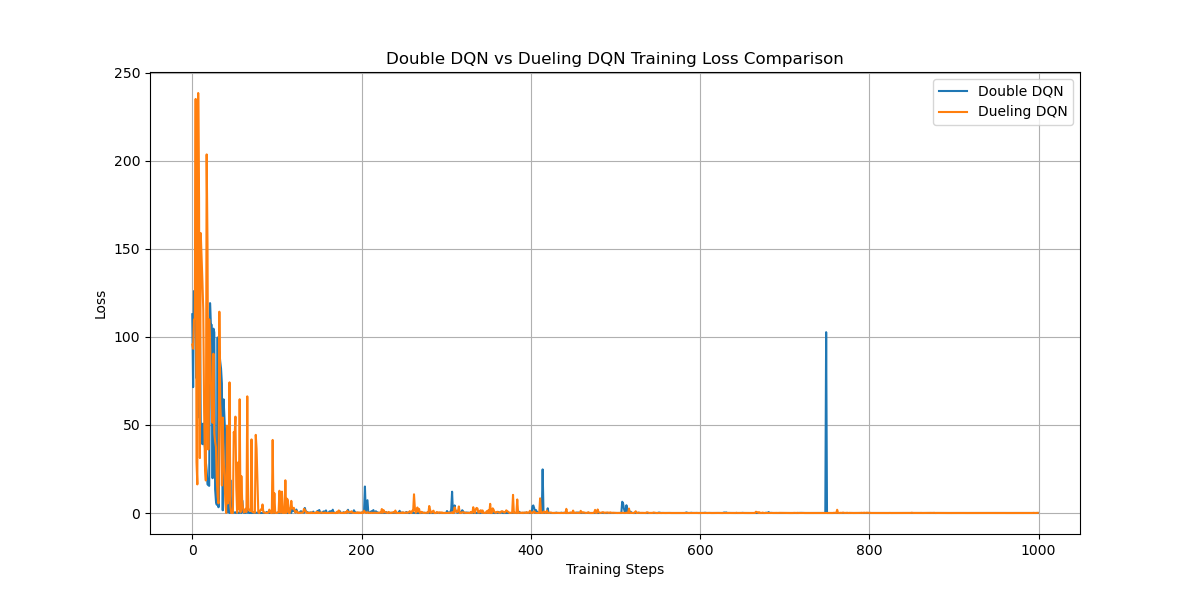 Double DQN vs Dueling DQN Training Loss Comparison
250
200
150
100
50
0
Loss
Double DQN
Dueling DQN
0 200 400 600 800 1000
Training Steps